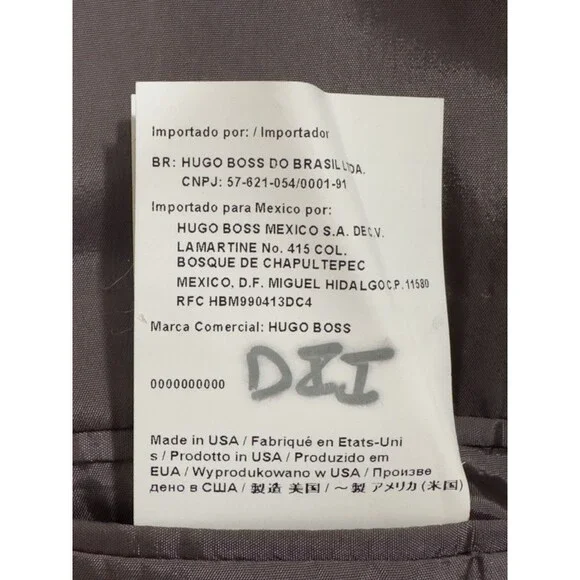 Importado por: / Importador
BR: HUGO BOSS DO BRASIL LTDA.
CNPJ: 57-621-054/0001-91
Importado para Mexico por:
HUGO BOSS MEXICO S.A. DE C.V.
LAMARTINE No. 415 COL.
BOSQUE DE CHAPULTEPEC
MEXICO, D.F. MIGUEL HIDALGO C.P. 11580
RFC HBM990413DC4
Marca Comercial: HUGO BOSS
0000000000
Made in USA / Fabriqué en Etats-Uni
s / Prodotto in USA / Produzido em
EUA / Wyprodukowano w USA / Произве
дено в США / 製造 美国 / ～製 アメリカ (米国)